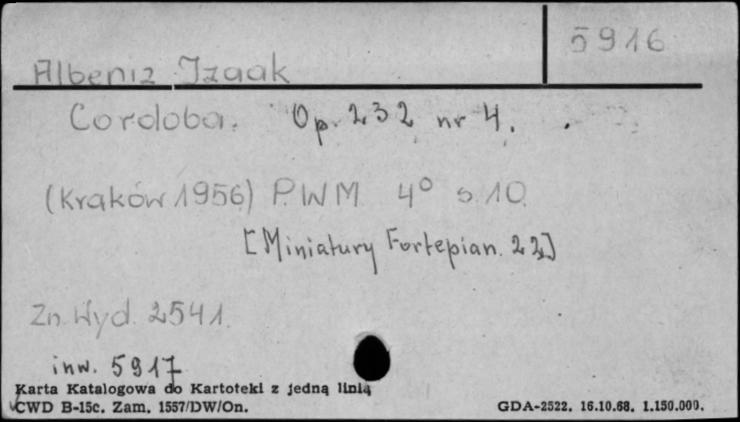 5916
Albeniz Izaak
Cordoba. Op. 232 nr 4.
(Kraków 1956) P.W.M. 4° s.10.
[Miniatury Fortepian. 22]
Zn. Wyd. 2541.
inw. 5917
Karta Katalogowa do Kartoteki z jedną linią
CWD B-15c. Zam. 1557/DW/On.
GDA-2522. 16.10.68. 1.150.000.